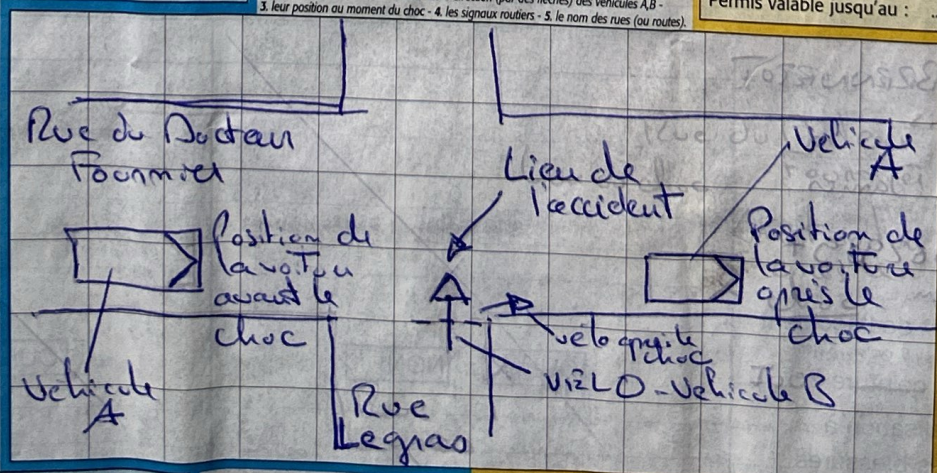 3. leur position au moment du choc - 4. les signaux routiers - 5. le nom des rues (ou routes).
Permis valable jusqu'au :
Rue du Docteur
Fournier
Lieu de
l'accident
Vehicule
A
Position de
la voiture
avant le
choc
Position de
la voiture
après le
choc
vélo après le
choc
VIELO - Vehicule B
Vehicule
A
Rue
Legras